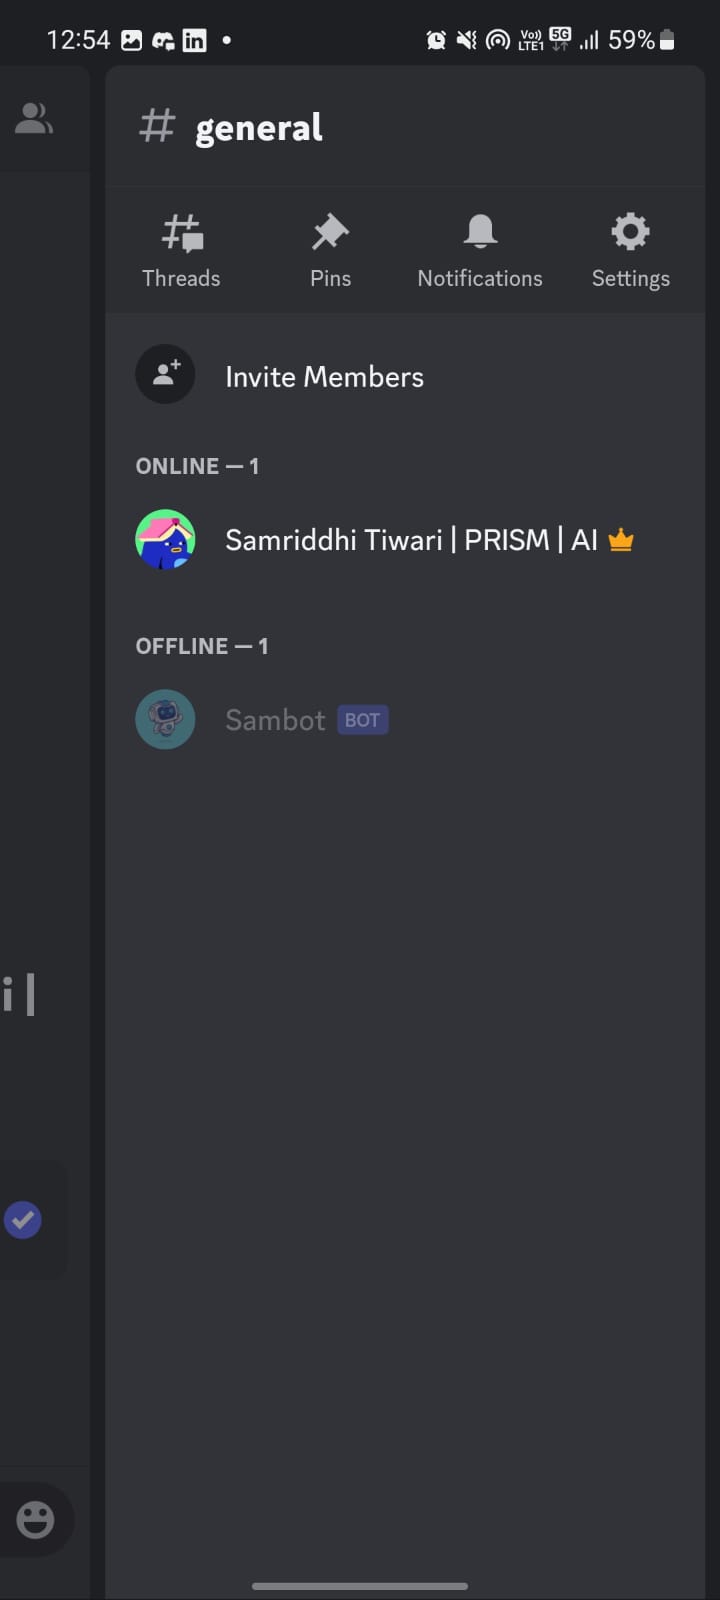 12:54 in Vo)) LTE1 5G 59%
# general
Threads Pins Notifications Settings
Invite Members
ONLINE — 1
Samriddhi Tiwari | PRISM | AI
OFFLINE — 1
Sambot BOT
i |